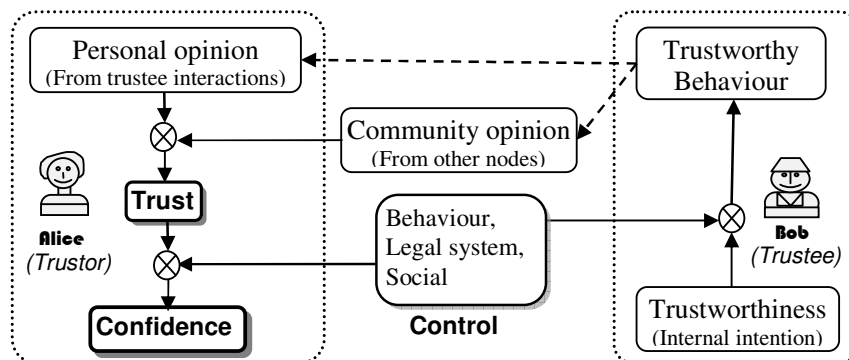 Personal opinion
(From trustee interactions)
Trustworthy
Behaviour
Community opinion
(From other nodes)
Trust
Behaviour,
Legal system,
Social
Alice
(Trustor)
Bob
(Trustee)
Confidence
Control
Trustworthiness
(Internal intention)